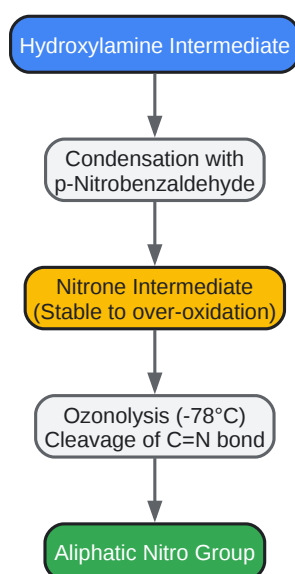 Hydroxylamine Intermediate
Condensation with
p-Nitrobenzaldehyde
Nitrone Intermediate
(Stable to over-oxidation)
Ozonolysis (-78°C)
Cleavage of C=N bond
Aliphatic Nitro Group